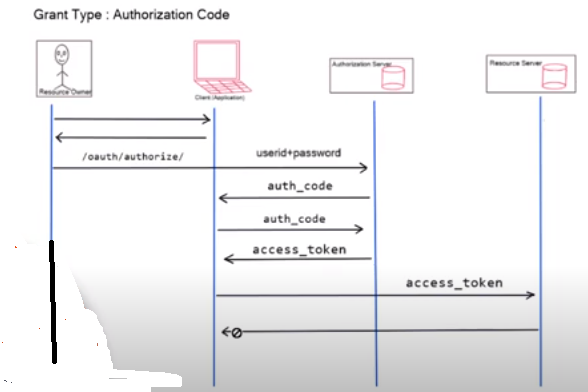 Grant Type : Authorization Code
Resource Owner
Client (Application)
Authorization Server
Resource Server
/oauth/authorize/
userid+password
auth_code
auth_code
access_token
access_token